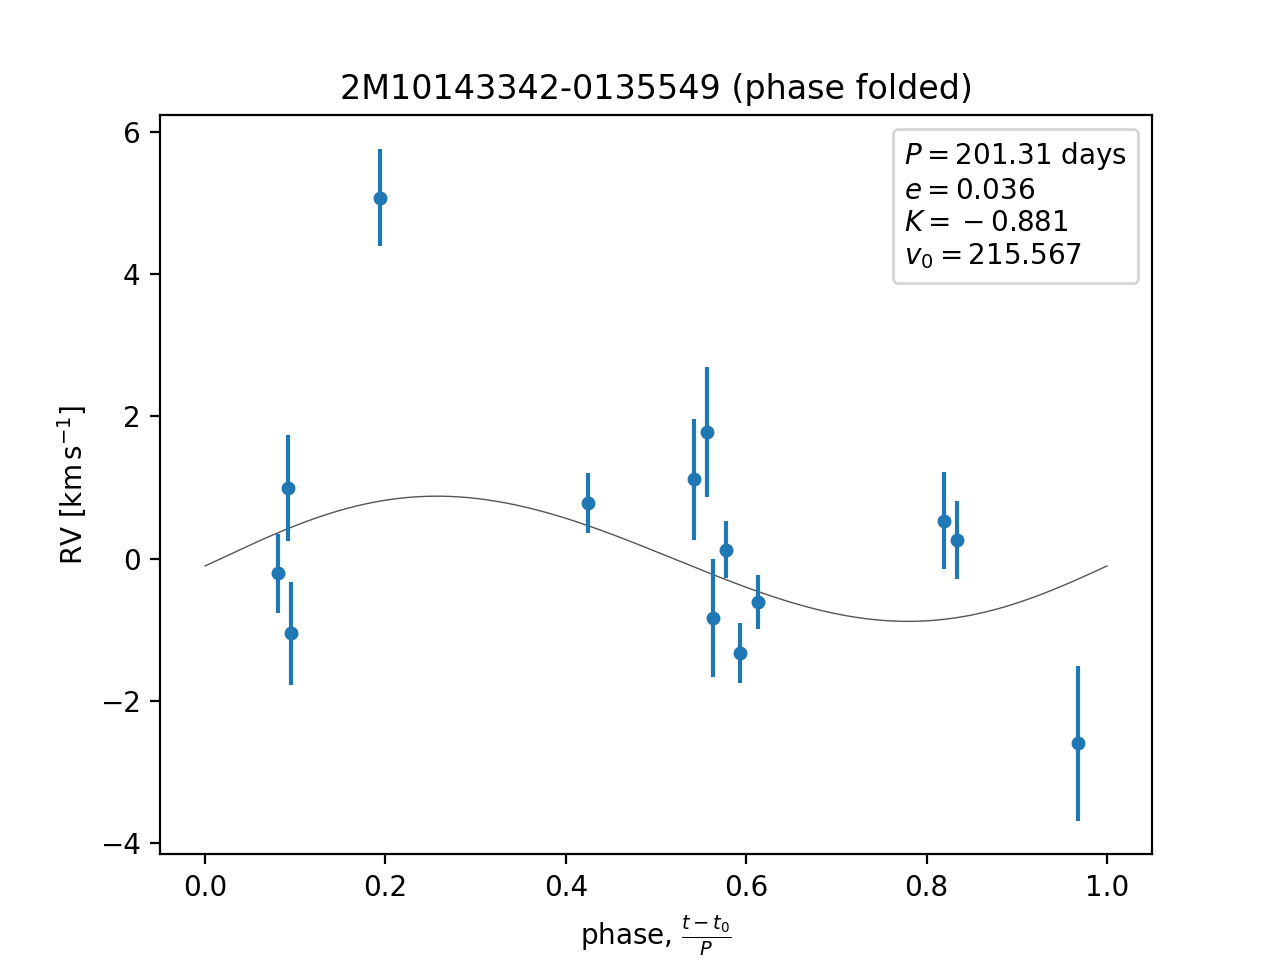 2M10143342-0135549 (phase folded)
P = 201.31 days
e = 0.036
K = −0.881
v₀ = 215.567
RV [km s⁻¹]
6
4
2
0
−2
−4
0.0 0.2 0.4 0.6 0.8 1.0
phase, (t − t₀)/P